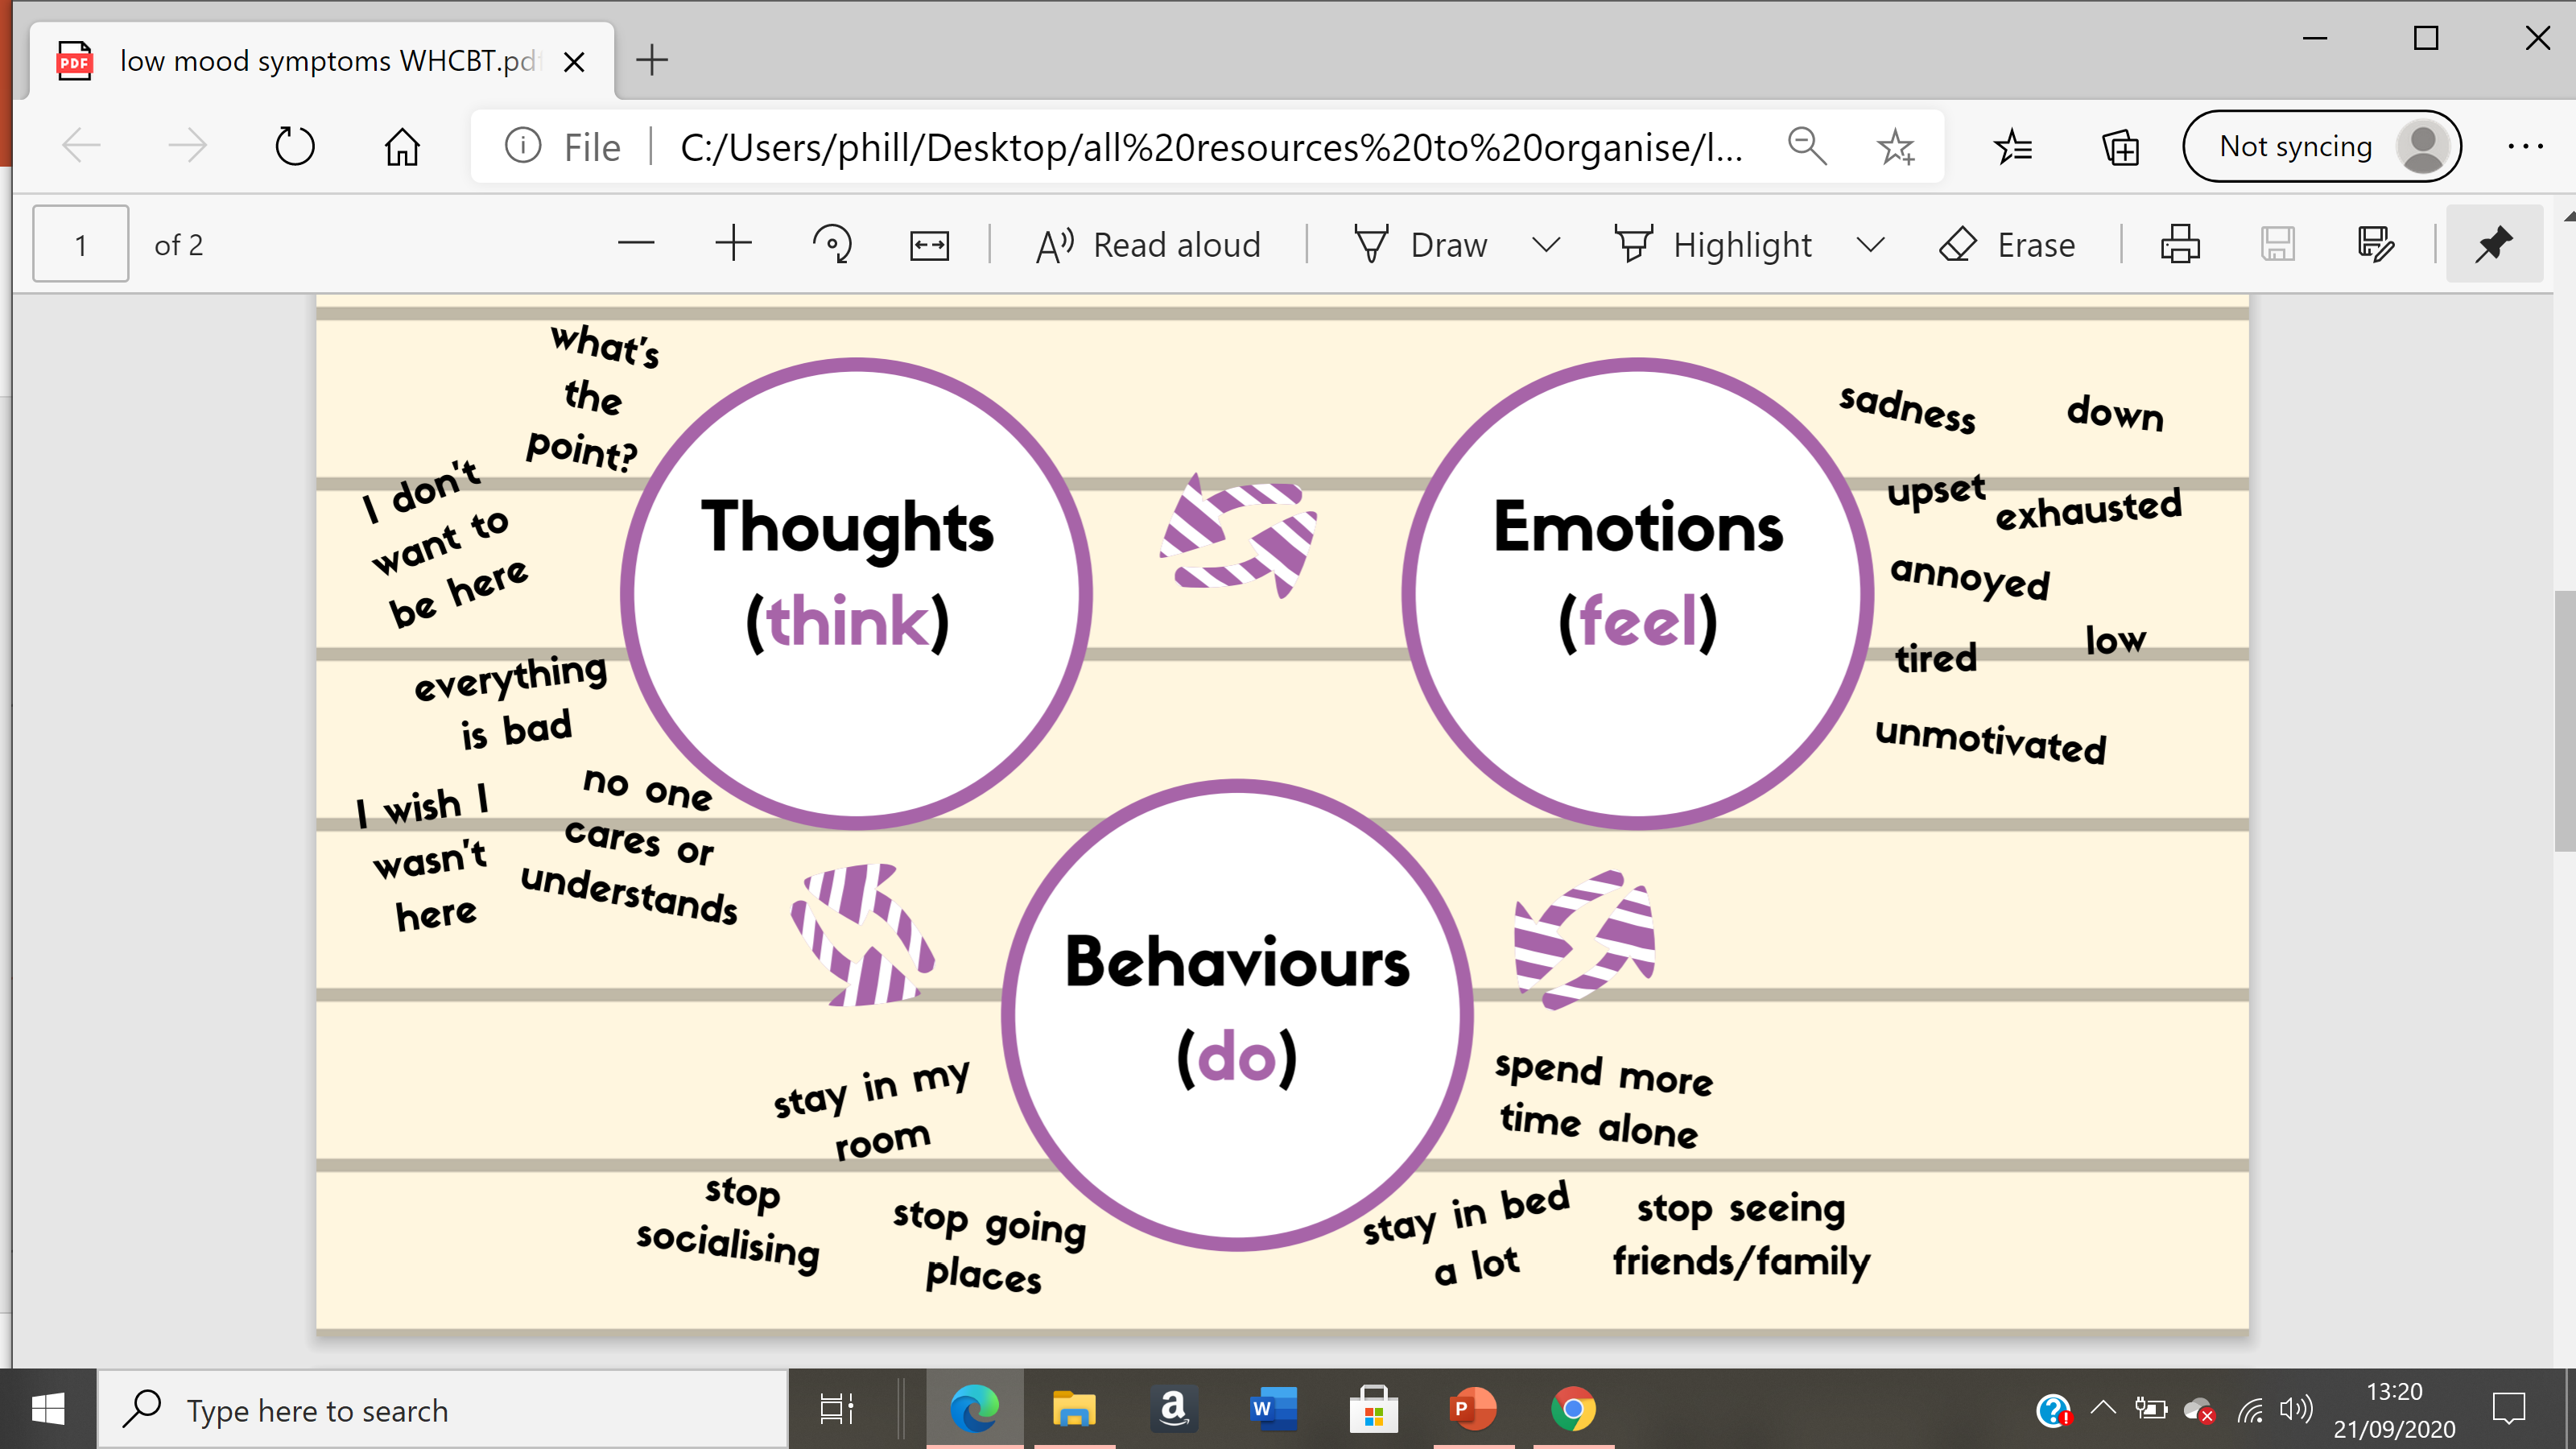 low mood symptoms WHCBT.pdf
File
C:/Users/phill/Desktop/all%20resources%20to%20organise/l...
Not syncing
1 of 2
Read aloud
Draw
Highlight
Erase
what's
the
point?
I don't
want to
be here
everything
is bad
I wish I
wasn't
here
no one
cares or
understands
Thoughts
(think)
Emotions
(feel)
sadness
down
upset
exhausted
annoyed
tired
low
unmotivated
Behaviours
(do)
stay in my
room
stop
socialising
stop going
places
spend more
time alone
stay in bed
a lot
stop seeing
friends/family
Type here to search
13:20
21/09/2020